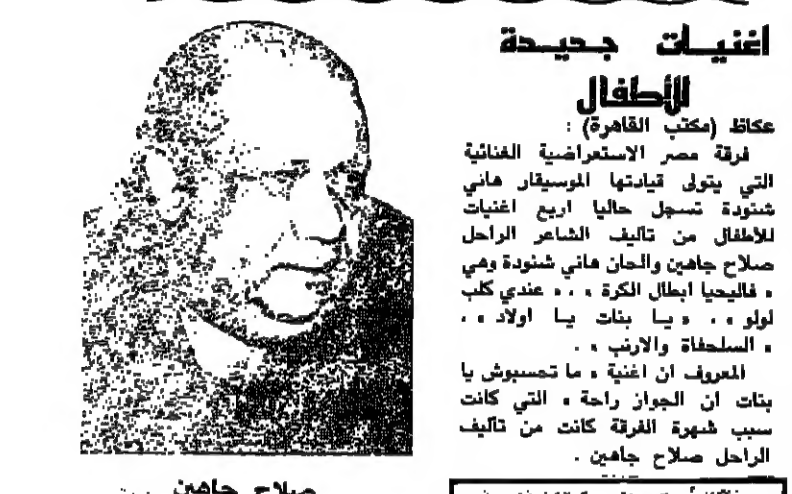 اغنيات جديدة
للأطفال
عكاظ (مكتب القاهرة) :
فرقة مصر الاستعراضية الغنائية
التي يتولى قيادتها الموسيقار هاني
شنودة تسجل حاليا اربع اغنيات
للأطفال من تأليف الشاعر الراحل
صلاح جاهين والحان هاني شنودة وهي
« فاليحيا ابطال الكرة » ، « عندي كلب
لولو » ، « يا بنات يا اولاد » ،
« السلحفاة والارنب » .
المعروف ان اغنية « ما تحسبوش يا
بنات ان الجواز راحة » التي كانت
سبب شهرة الفرقة كانت من تأليف
الراحل صلاح جاهين .
صلاح جاهين